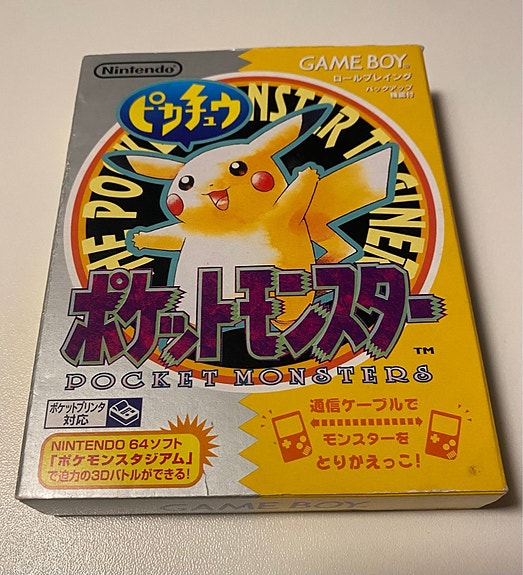 Nintendo
GAME BOY
ロールプレイング
バックアップ
機能付
ピカチュウ
ポケットモンスター
TM
POCKET MONSTERS
ポケットプリンタ
対応
通信ケーブルで
モンスターを
とりかえっこ!
NINTENDO 64ソフト
「ポケモンスタジアム」
で迫力の3Dバトルができる!
GAME BOY